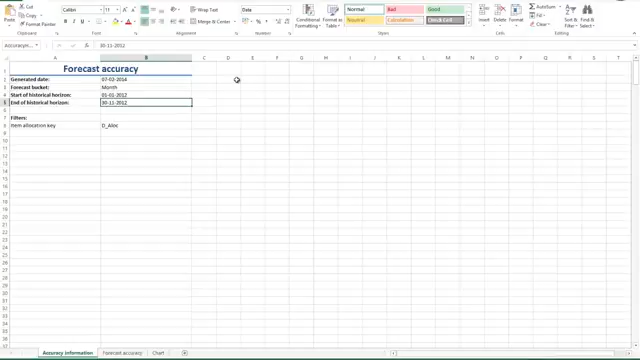 Cut
Copy
Format Painter
Paste
Clipboard
Calibri
11
Font
Wrap Text
Merge & Center
Alignment
Date
Number
Conditional Formatting
Format as Table
Normal
Bad
Good
Neutral
Calculation
Check Cell
Styles
Insert
Delete
Format
Cells
AutoSum
Fill
Clear
Sort & Filter
Find & Select
Editing
30-11-2012
A B C D E F G H I J K L M N O P Q R S T
Forecast accuracy
Generated date: 07-02-2014
Forecast bucket: Month
Start of historical horizon: 01-01-2012
End of historical horizon: 30-11-2012
Filters:
Item allocation key D_Alloc
Accuracy information Forecast accuracy Chart